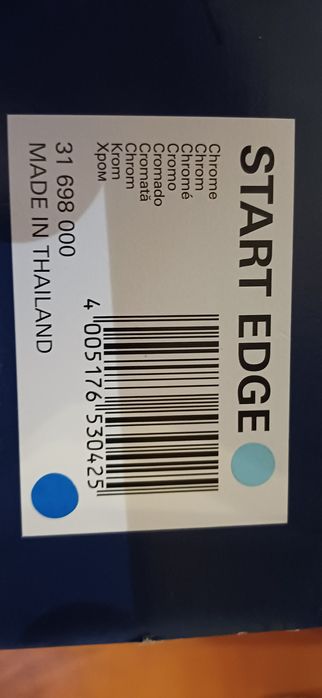 START EDGE
Chrome
Chrom
Chromé
Cromo
Cromado
Cromată
Chrom
Krom
Хром
4 005176 530425
31 698 000
MADE IN THAILAND